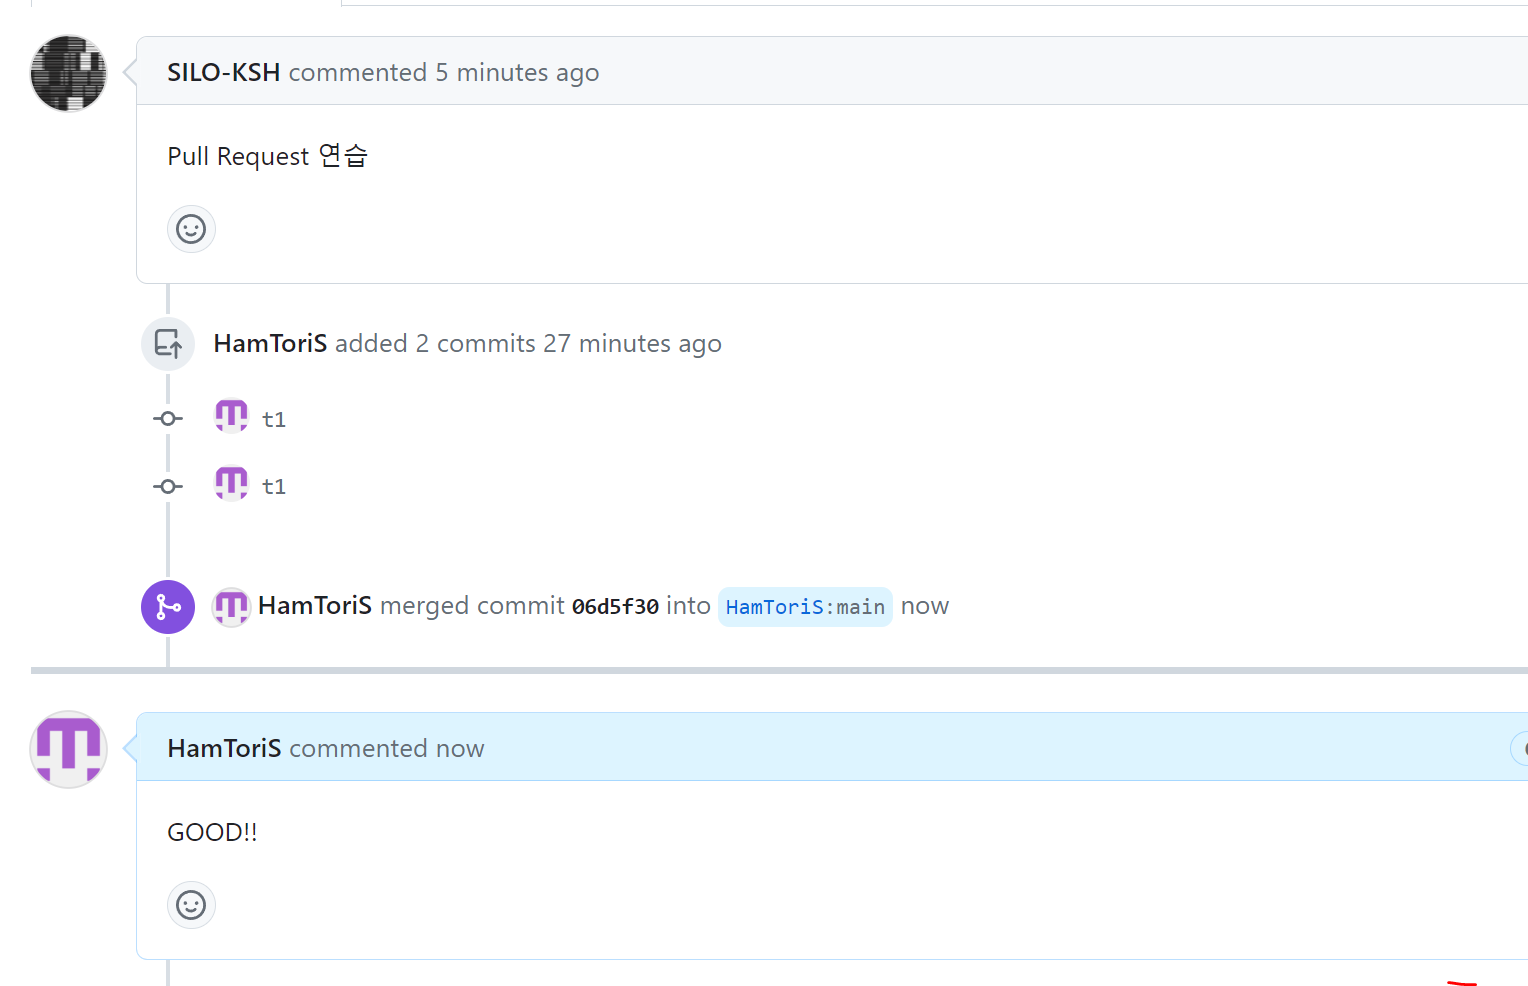 SILO-KSH commented 5 minutes ago
Pull Request 연습
HamToriS added 2 commits 27 minutes ago
t1
t1
HamToriS merged commit 06d5f30 into HamToriS:main now
HamToriS commented now
GOOD!!